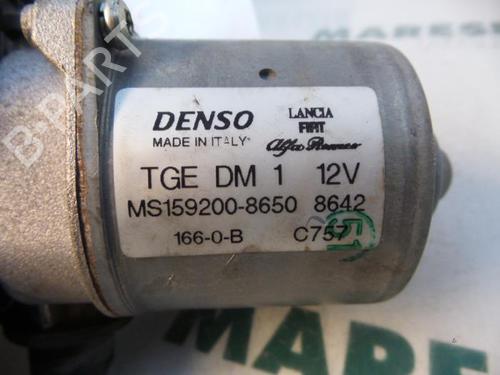 DENSO
MADE IN ITALY
LANCIA
FIAT
Alfa Romeo
TGE DM 1 12V
MS159200-8650 8642
166-0-B C757
51
B-PARTS